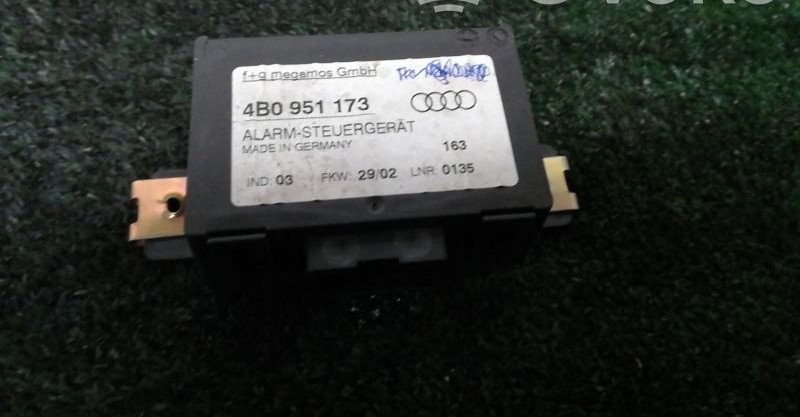 f+g megamos GmbH
4B0 951 173
ALARM-STEUERGERÄT
MADE IN GERMANY 163
IND: 03 FKW: 29/02 LNR. 0135